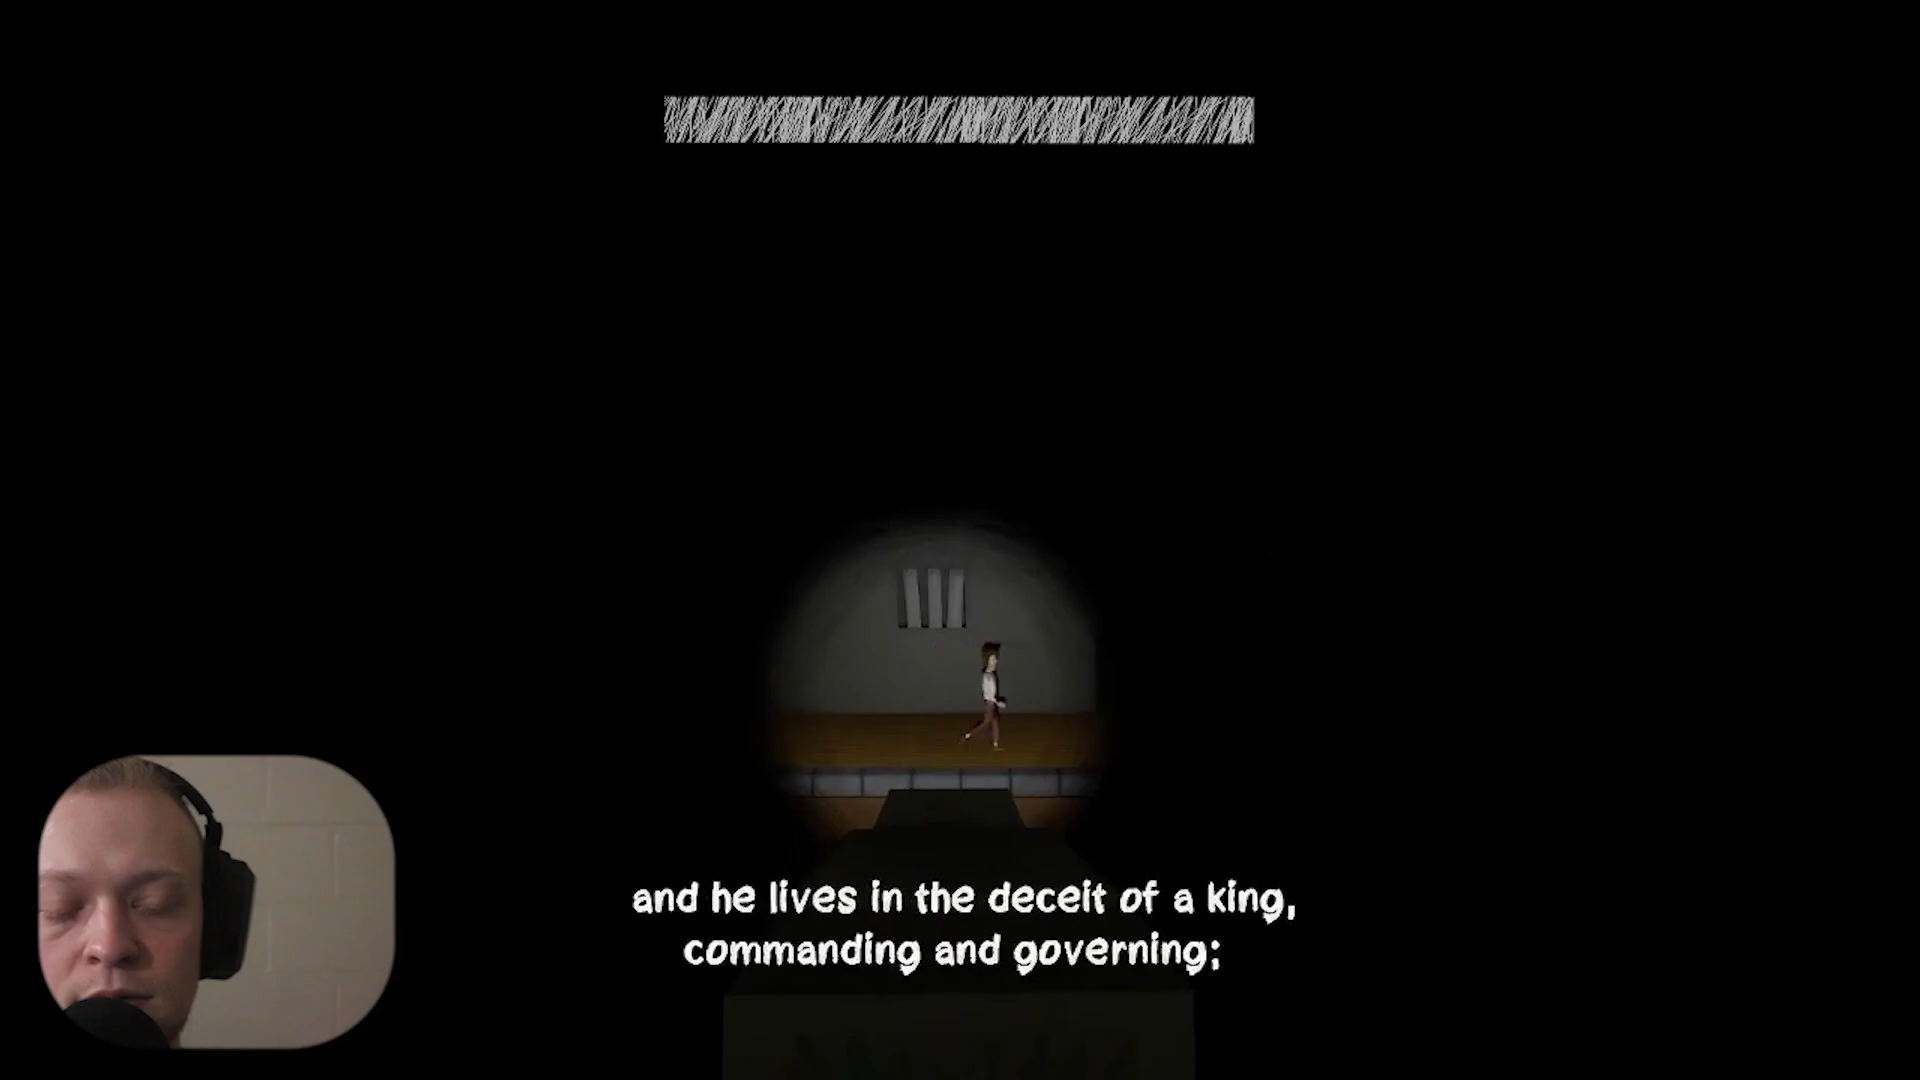 and he lives in the deceit of a king,
commanding and governing;